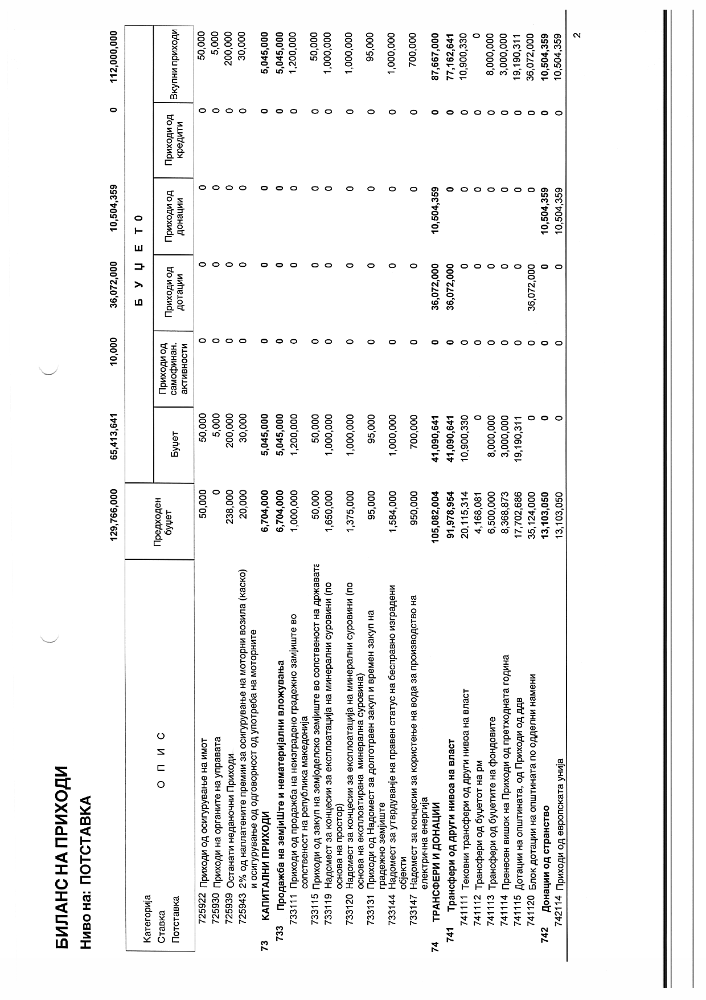 БИЛАНС НА ПРИХОДИ
Ниво на: ПОТСТАВКА
129,766,000 65,413,641 10,000 36,072,000 10,504,359 0 112,000,000
Категорија
Ставка
Потставка
О П И С
Предходен буџет
Б У Џ Е Т 0
Буџет
Приходи од самофинан. активности
Приходи од дотации
Приходи од донации
Приходи од кредити
Вкупни приходи
725922 Приходи од осигурување на имот 50,000 50,000 0 0 0 0 50,000
725930 Приходи на органите на управата 0 5,000 0 0 0 0 5,000
725939 Останати неданочни Приходи 238,000 200,000 0 0 0 0 200,000
725943 2% од наплатените премии за осигурување на моторни возила (каско) 20,000 30,000 0 0 0 0 30,000
и осигурување од одговорност од употреба на моторните
73 КАПИТАЛНИ ПРИХОДИ 6,704,000 5,045,000 0 0 0 0 5,045,000
733 Продажба на земјиШте и нематеријални вложувања 6,704,000 5,045,000 0 0 0 0 5,045,000
733111 Приходи од продажба на неизградено градежно замјиште во 1,000,000 1,200,000 0 0 0 0 1,200,000
сопственост на република македонија
733115 Приходи од закуп на земјоделско земјиште во сопственост на државата 50,000 50,000 0 0 0 0 50,000
733119 Надомест за концесии за експлоатација на минерални суровини (по 1,650,000 1,000,000 0 0 0 0 1,000,000
основа на простор)
733120 Надомест за концесии за експлоатација на минерални суровини (по 1,375,000 1,000,000 0 0 0 0 1,000,000
основа на експлоатирана минерална суровина)
733131 Приходи од Надомест за долготраен закуп и времен закуп на 95,000 95,000 0 0 0 0 95,000
градежно земјиште
733144 Надомест за утврдуванје на правен статус на бесправно изградени 1,584,000 1,000,000 0 0 0 0 1,000,000
објекти
733147 Надомест за концесии за користење на вода за производство на 950,000 700,000 0 0 0 0 700,000
електрична енергија
74 ТРАНСФЕРИ И ДОНАЦИИ 105,082,004 41,090,641 0 36,072,000 10,504,359 0 87,667,000
741 Трансфери од други нивоа на власт 91,978,954 41,090,641 0 36,072,000 0 0 77,162,641
741111 Тековни трансфери од други нивоа на власт 20,115,314 10,900,330 0 0 0 0 10,900,330
741112 Трансфери од буџетот на рм 4,168,081 0 0 0 0 0 0
741113 Трансфери од буџетите на фондовите 6,500,000 8,000,000 0 0 0 0 8,000,000
741114 Пренесен вишок на Приходи од претходната година 8,368,873 3,000,000 0 0 0 0 3,000,000
741115 Дотации на општината, од Приходи од ддв 17,702,686 19,190,311 0 0 0 0 19,190,311
741120 Блок дотации на општината по одделни намени 35,124,000 0 0 36,072,000 0 0 36,072,000
742 Донации од странство 13,103,050 0 0 0 10,504,359 0 10,504,359
742114 Приходи од европската унија 13,103,050 0 0 0 10,504,359 0 10,504,359
2